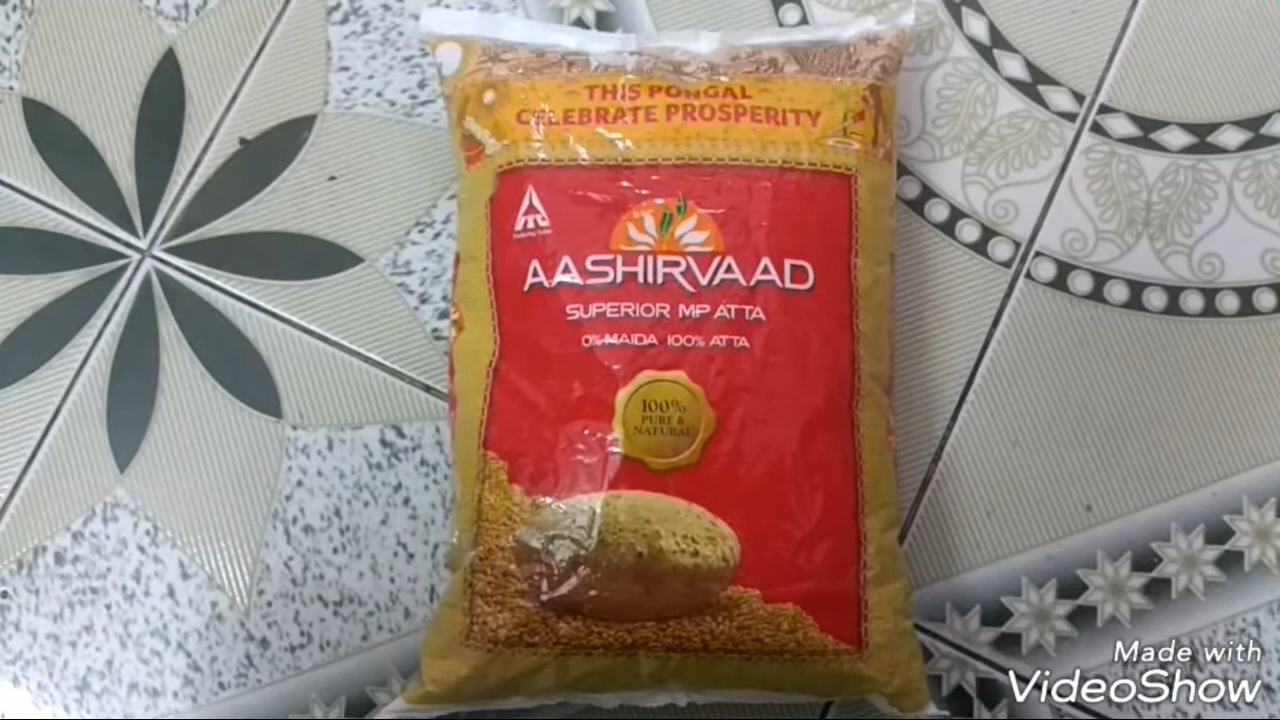 THIS PONGAL
CELEBRATE PROSPERITY
ITC
AASHIRVAAD
SUPERIOR MP ATTA
0% MAIDA 100% ATTA
100%
PURE &
NATURAL
Made with
VideoShow